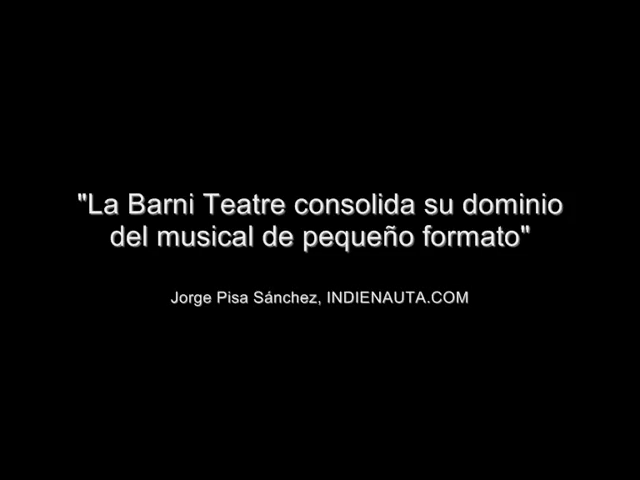 "La Barni Teatre consolida su dominio
del musical de pequeño formato"
Jorge Pisa Sánchez, INDIENAUTA.COM